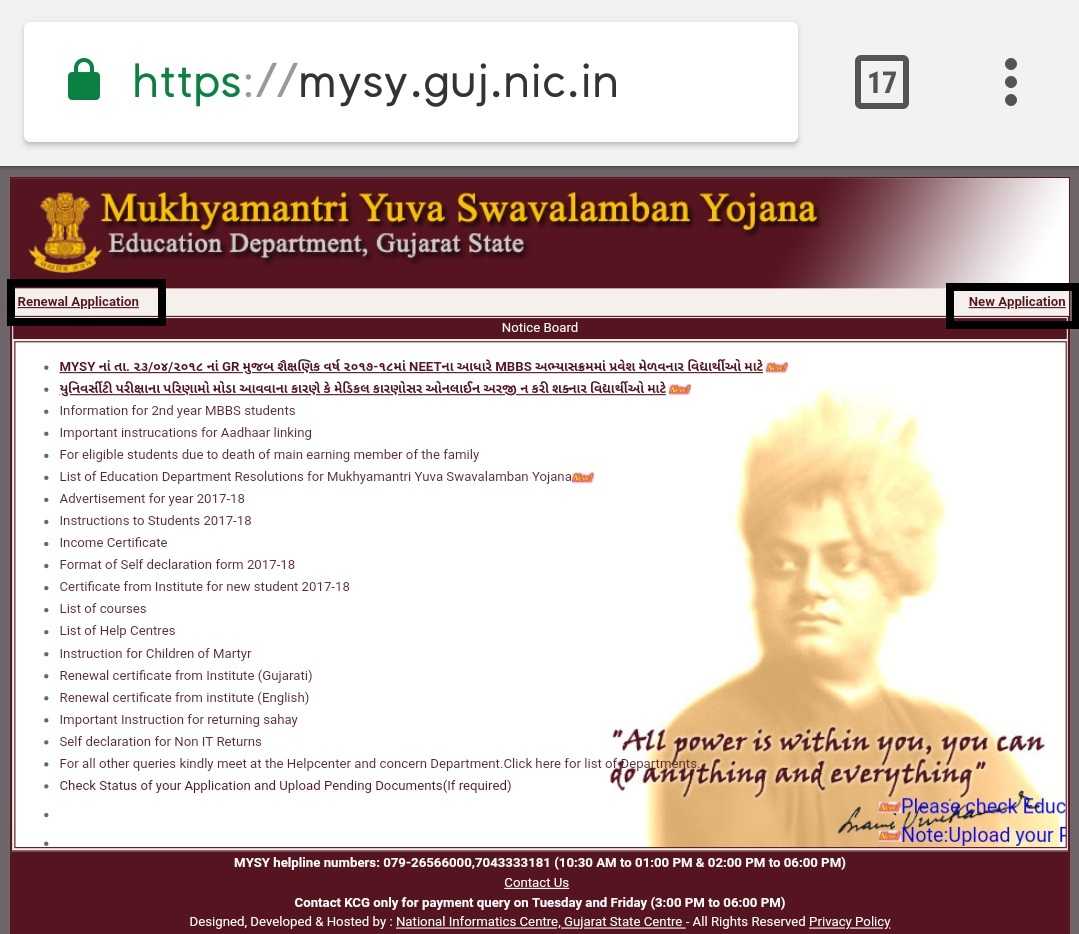 https://mysy.guj.nic.in
17
Mukhyamantri Yuva Swavalamban Yojana
Education Department, Gujarat State
Renewal Application
New Application
Notice Board
MYSY નાં તા. ૨૩/૦૪/૨૦૧૮ નાં GR મુજબ શૈક્ષણિક વર્ષ ૨૦૧૭-૧૮માં NEETના આધારે MBBS અભ્યાસક્રમમાં પ્રવેશ મેળવનાર વિદ્યાર્થીઓ માટે New!
યુનિવર્સીટી પરીક્ષાના પરિણામો મોડા આવવાના કારણે કે મેડિકલ કારણોસર ઓનલાઈન અરજી ન કરી શકનાર વિદ્યાર્થીઓ માટે New!
Information for 2nd year MBBS students
Important instrucations for Aadhaar linking
For eligible students due to death of main earning member of the family
List of Education Department Resolutions for Mukhyamantri Yuva Swavalamban Yojana New!
Advertisement for year 2017-18
Instructions to Students 2017-18
Income Certificate
Format of Self declaration form 2017-18
Certificate from Institute for new student 2017-18
List of courses
List of Help Centres
Instruction for Children of Martyr
Renewal certificate from Institute (Gujarati)
Renewal certificate from institute (English)
Important Instruction for returning sahay
Self declaration for Non IT Returns
For all other queries kindly meet at the Helpcenter and concern Department.Click here for list of Departments.
Check Status of your Application and Upload Pending Documents(If required)
"All power is within you, you can
do anything and everything"
New! Please check Educ
New! Note:Upload your
MYSY helpline numbers: 079-26566000,7043333181 (10:30 AM to 01:00 PM & 02:00 PM to 06:00 PM)
Contact Us
Contact KCG only for payment query on Tuesday and Friday (3:00 PM to 06:00 PM)
Designed, Developed & Hosted by : National Informatics Centre, Gujarat State Centre - All Rights Reserved Privacy Policy